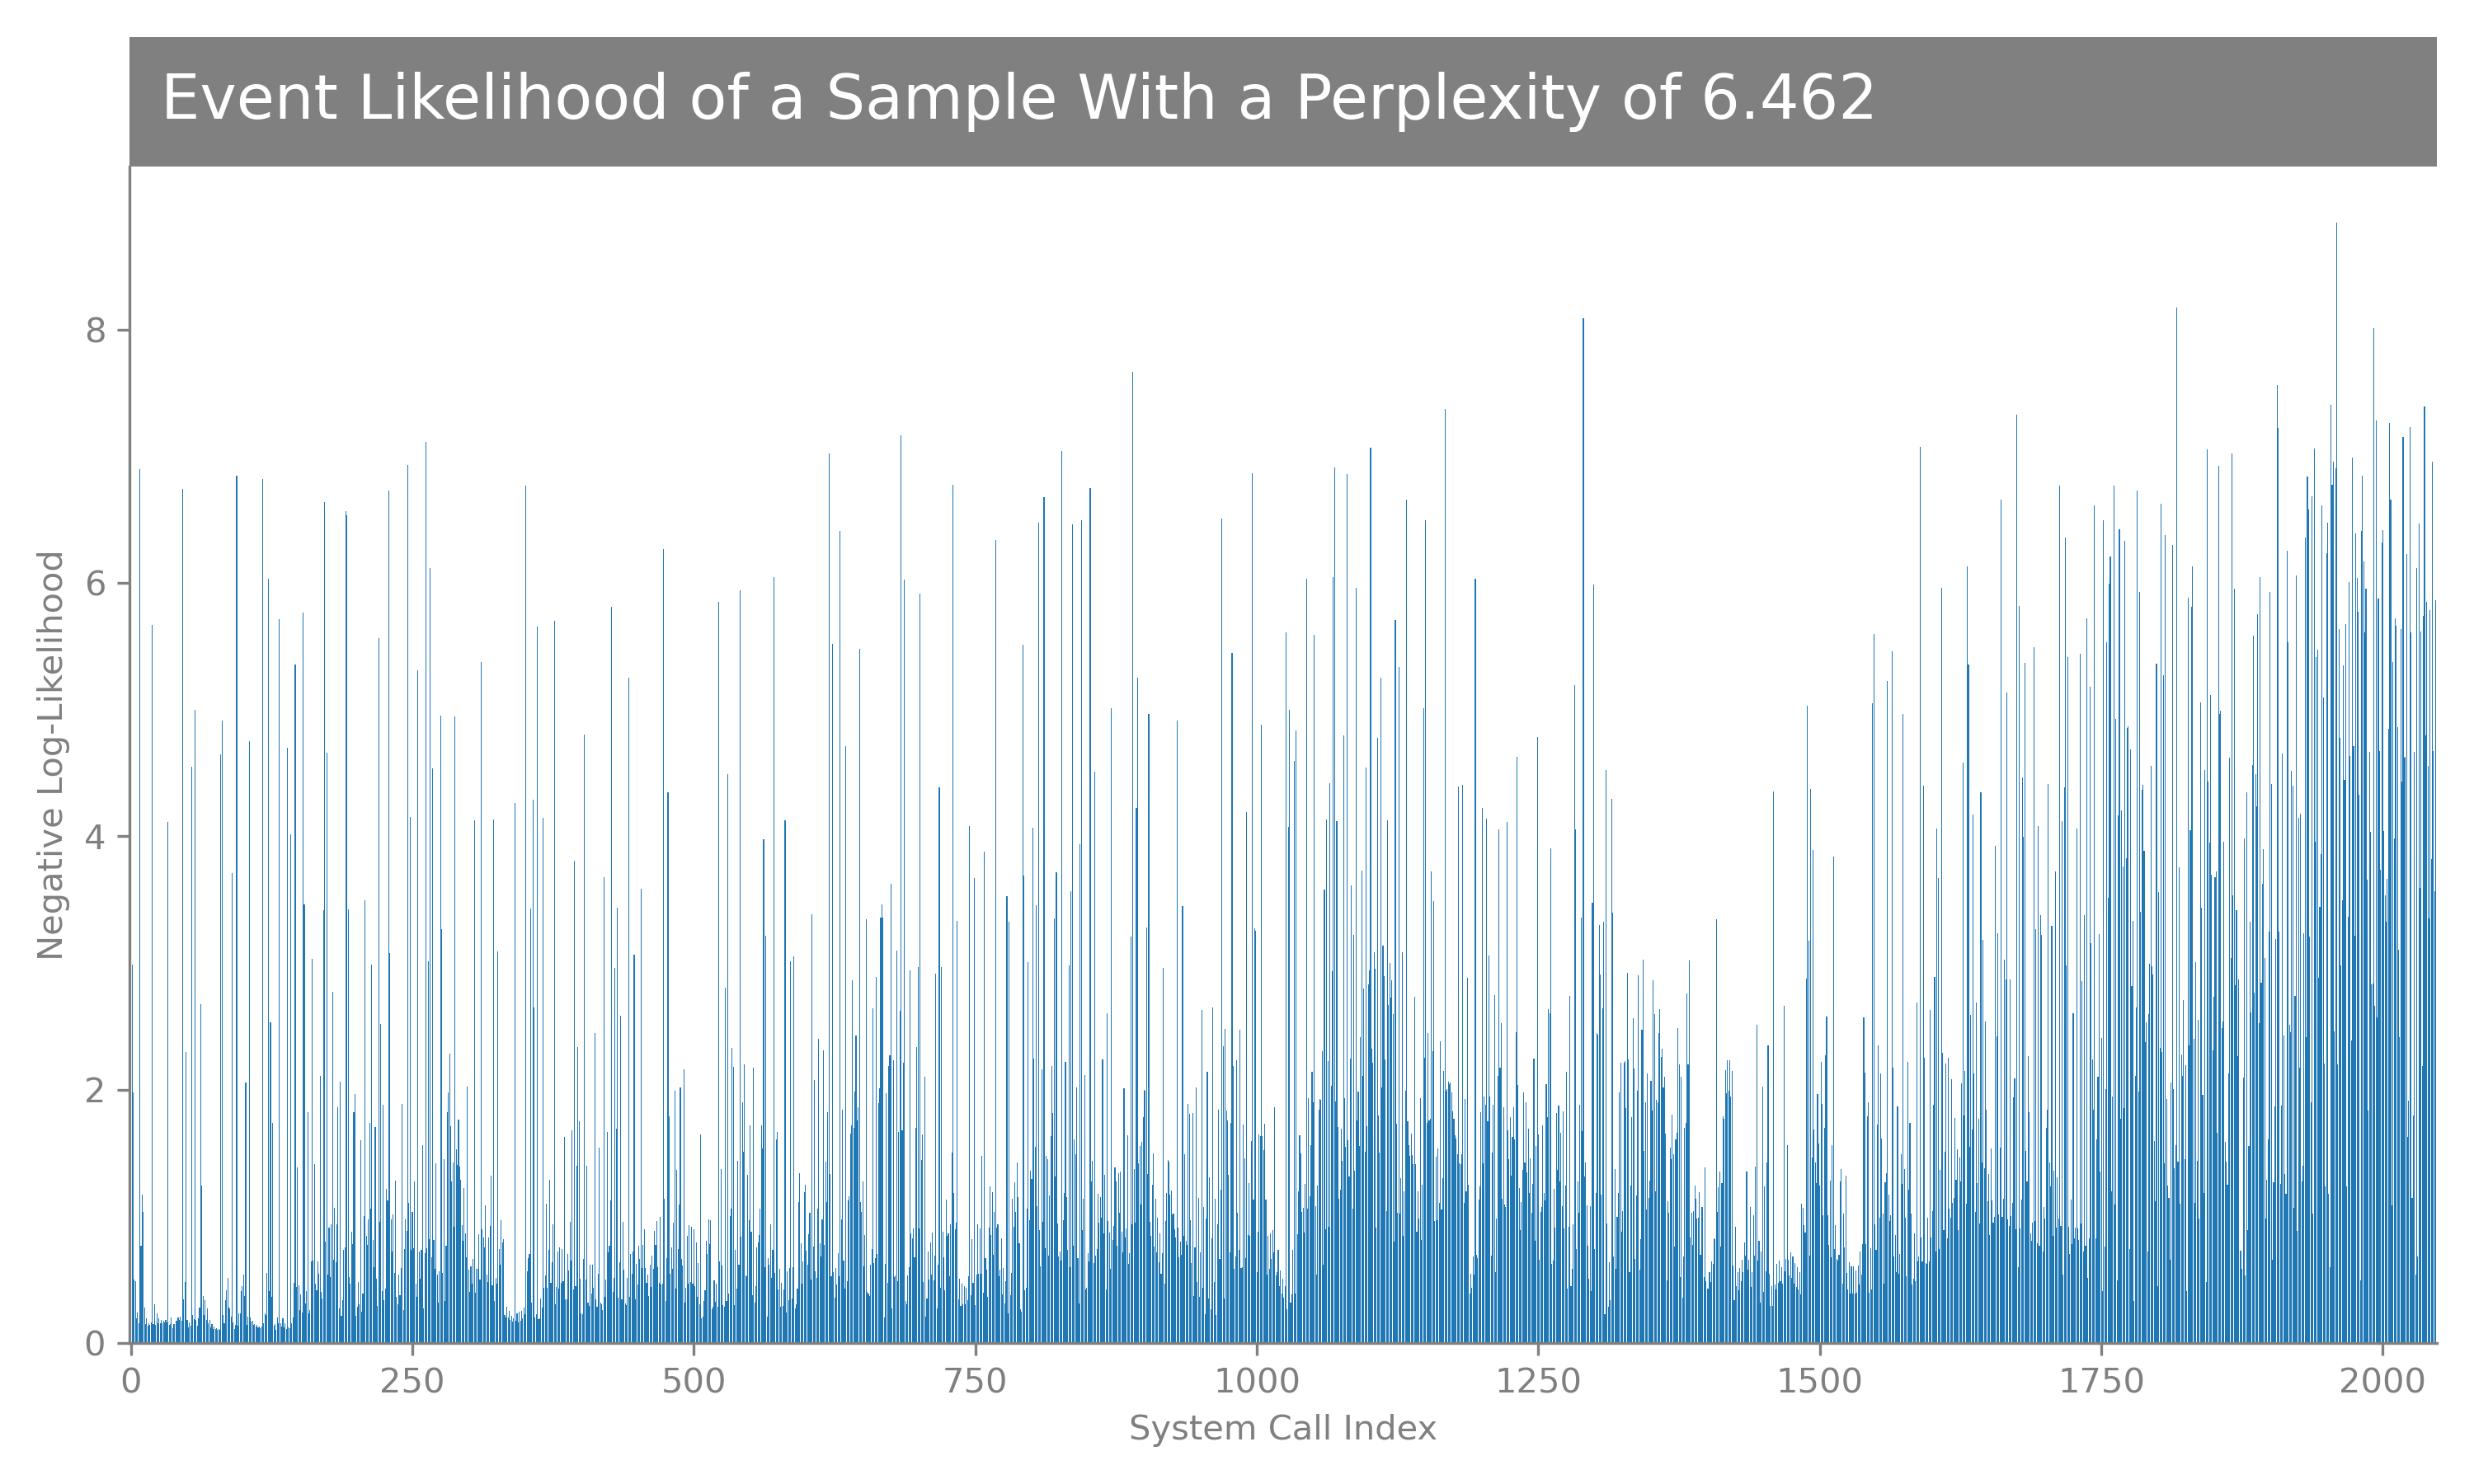 Event Likelihood of a Sample With a Perplexity of 6.462
8
6
4
2
0
Negative Log-Likelihood
0 250 500 750 1000 1250 1500 1750 2000
System Call Index